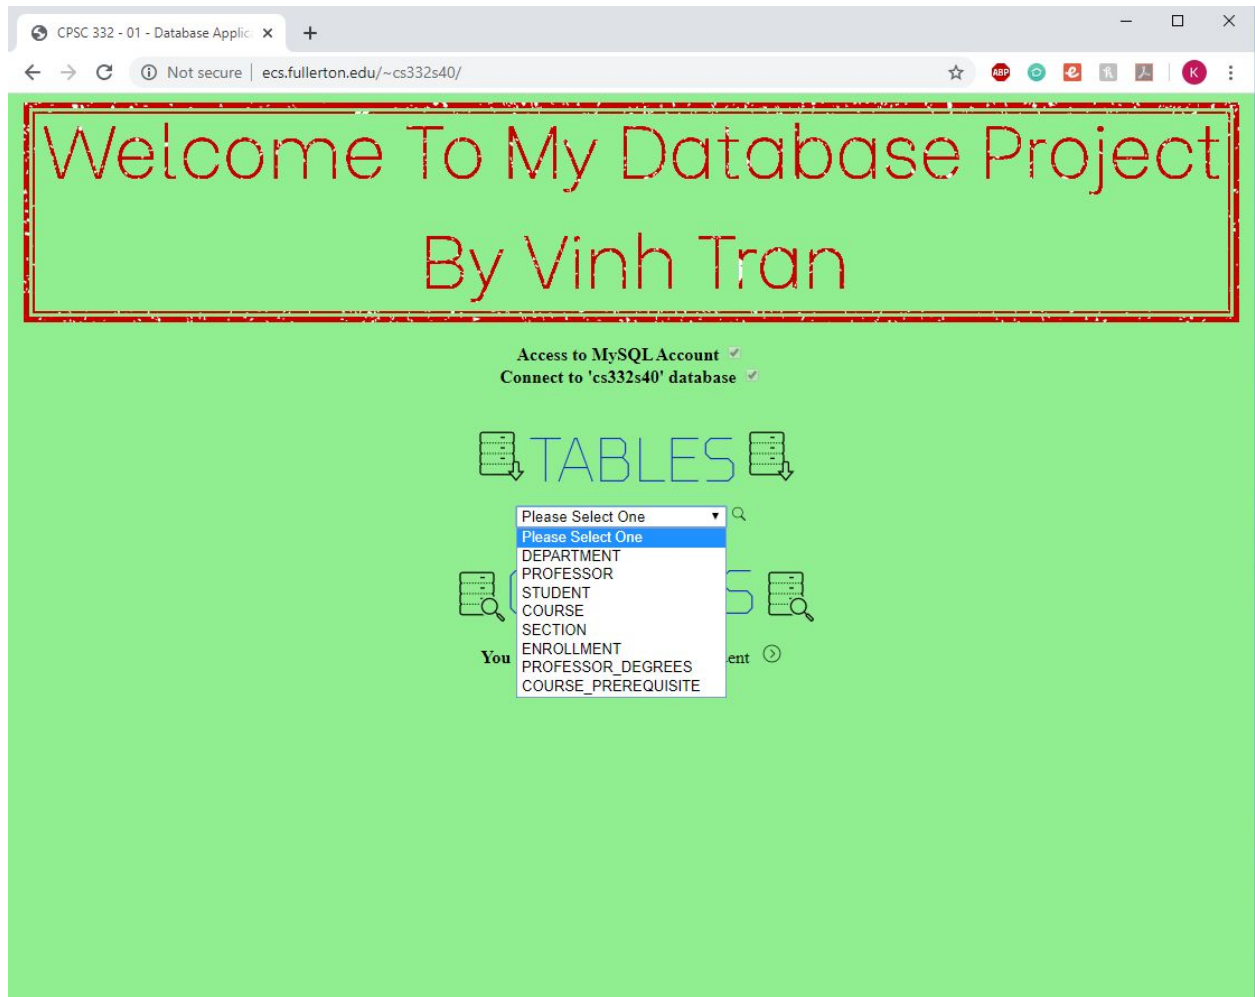 CPSC 332 - 01 - Database Applic
Not secure | ecs.fullerton.edu/~cs332s40/
ABP
K
Welcome To My Database Project
By Vinh Tran
Access to MySQL Account
Connect to 'cs332s40' database
TABLES
Please Select One
Please Select One
DEPARTMENT
PROFESSOR
STUDENT
COURSE
SECTION
ENROLLMENT
PROFESSOR_DEGREES
COURSE_PREREQUISITE
You